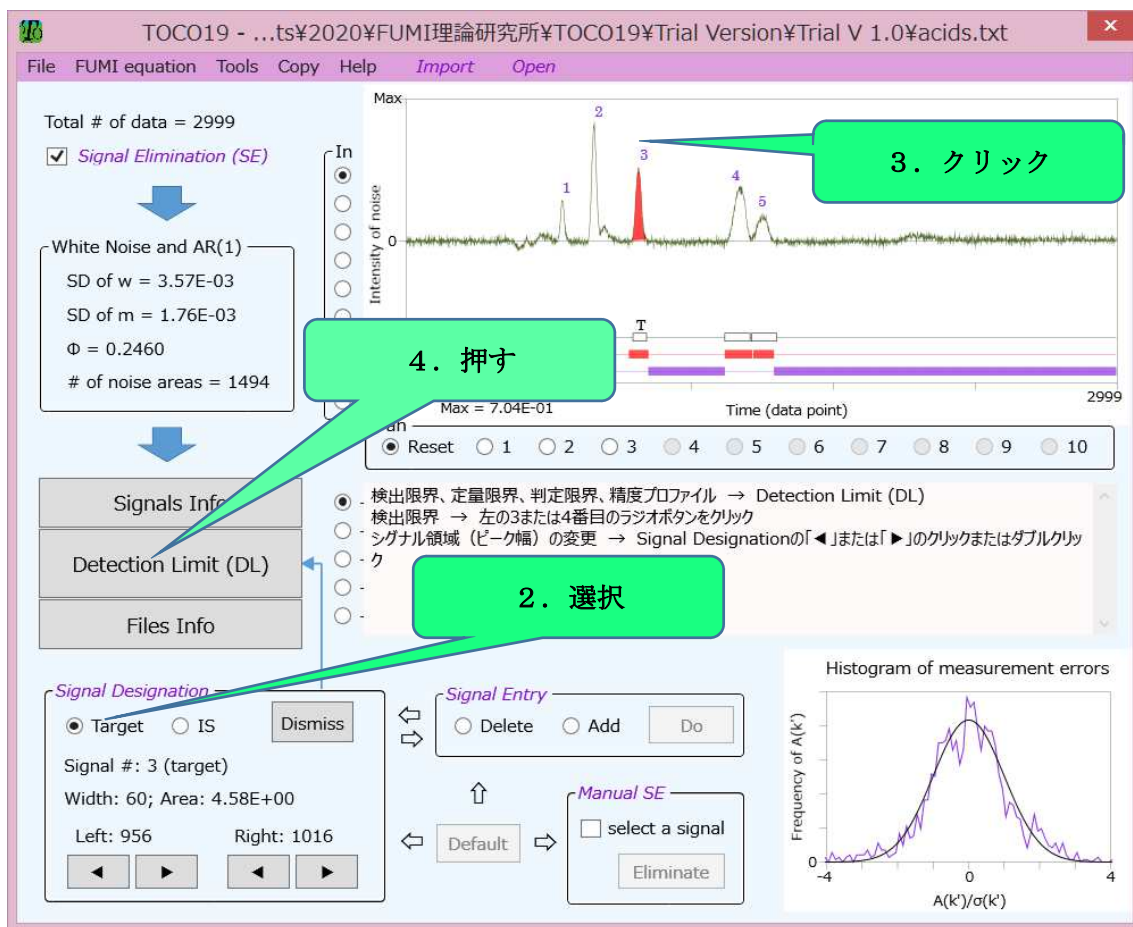 TOCO19 - ...ts¥2020¥FUMI理論研究所¥TOCO19¥Trial Version¥Trial V 1.0¥acids.txt
×
File FUMI equation Tools Copy Help Import Open
Total # of data = 2999
Signal Elimination (SE)
White Noise and AR(1)
SD of w = 3.57E-03
SD of m = 1.76E-03
Φ = 0.2460
# of noise areas = 1494
In
Max
Intensity of noise
0
1
2
3
4
5
T
3．クリック
4．押す
Max = 7.04E-01
Time (data point)
2999
an
Reset 1 2 3 4 5 6 7 8 9 10
Signals Info
Detection Limit (DL)
Files Info
検出限界、定量限界、判定限界、精度プロファイル → Detection Limit (DL)
検出限界 → 左の3または4番目のラジオボタンをクリック
シグナル領域（ピーク幅）の変更 → Signal Designationの「◀」または「▶」のクリックまたはダブルクリッ
ク
2．選択
Signal Designation
Target IS Dismiss
Signal #: 3 (target)
Width: 60; Area: 4.58E+00
Left: 956 Right: 1016
◀ ▶ ◀ ▶
Signal Entry
Delete Add Do
Default
Manual SE
select a signal
Eliminate
Histogram of measurement errors
Frequency of A(k')
0
-4 0 4
A(k')/σ(k')